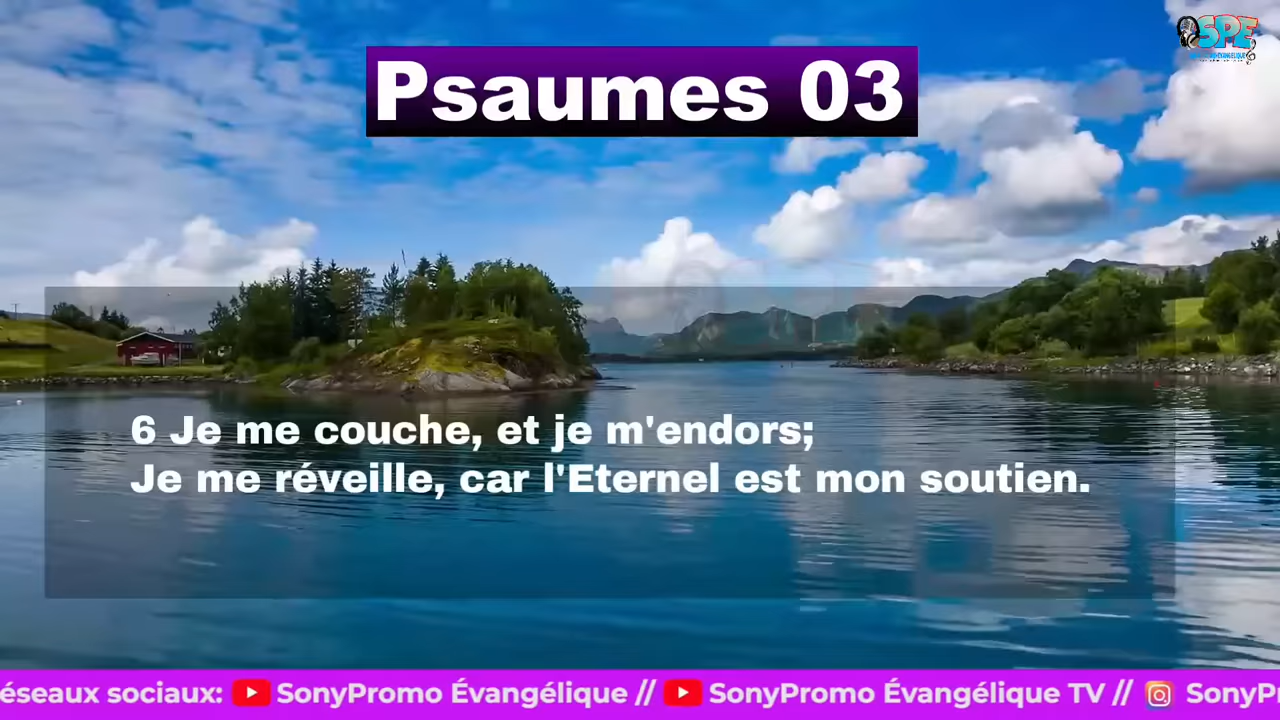 SPE
Psaumes 03
6 Je me couche, et je m'endors;
Je me réveille, car l'Eternel est mon soutien.
éseaux sociaux: SonyPromo Évangélique // SonyPromo Évangélique TV // SonyPr